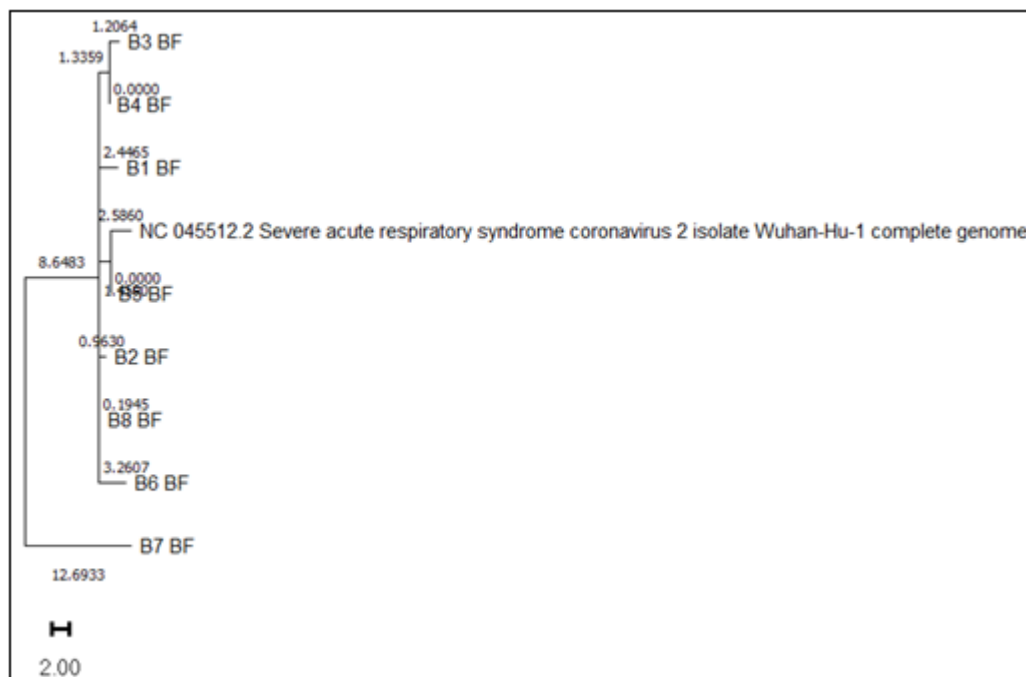 1.2064
B3 BF
1.3359
0.0000
B4 BF
2.4465
B1 BF
2.5860
NC 045512.2 Severe acute respiratory syndrome coronavirus 2 isolate Wuhan-Hu-1 complete genome
8.6483
0.0000
B5 BF
0.9630
B2 BF
0.1945
B8 BF
3.2607
B6 BF
B7 BF
12.6933
2.00